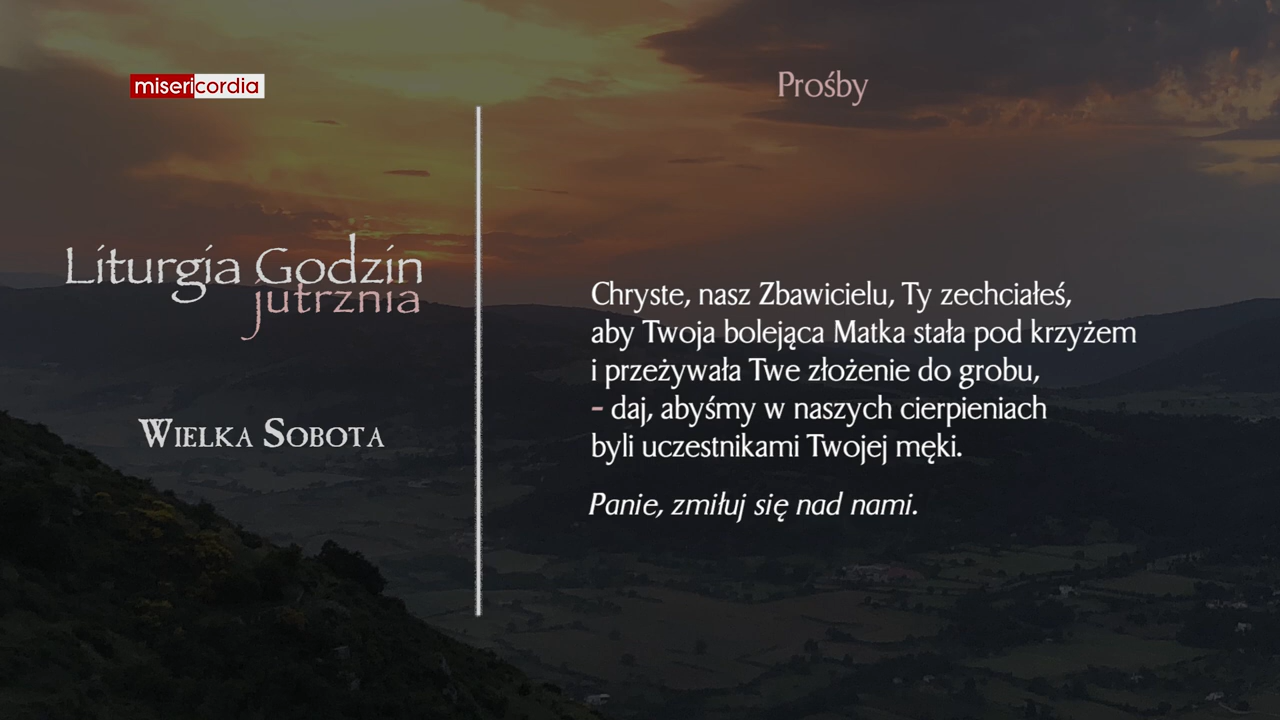 misericordia
Liturgia Godzin
jutrznia
Wielka Sobota
Prośby
Chryste, nasz Zbawicielu, Ty zechciałeś,
aby Twoja bolejąca Matka stała pod krzyżem
i przeżywała Twe złożenie do grobu,
- daj, abyśmy w naszych cierpieniach
byli uczestnikami Twojej męki.
Panie, zmiłuj się nad nami.